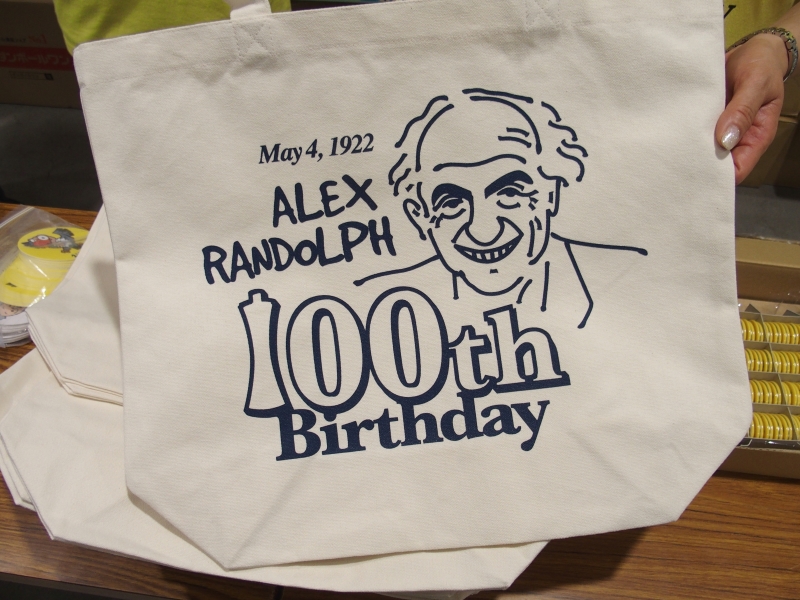 May 4, 1922
ALEX
RANDOLPH
100th
Birthday